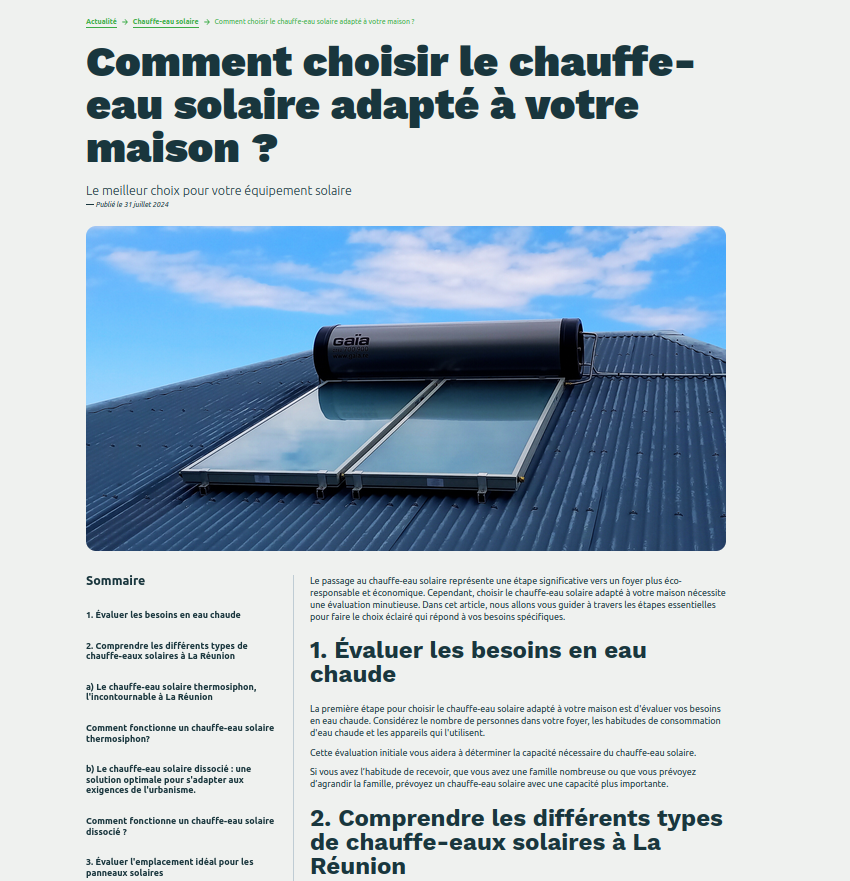 Actualité → Chauffe-eau solaire → Comment choisir le chauffe-eau solaire adapté à votre maison ?
Comment choisir le chauffe-
eau solaire adapté à votre
maison ?
Le meilleur choix pour votre équipement solaire
— Publié le 31 juillet 2024
GAïA
Sommaire
1. Évaluer les besoins en eau chaude
2. Comprendre les différents types de
chauffe-eaux solaires à La Réunion
a) Le chauffe-eau solaire thermosiphon,
l'incontournable à La Réunion
Comment fonctionne un chauffe-eau solaire
thermosiphon?
b) Le chauffe-eau solaire dissocié : une
solution optimale pour s'adapter aux
exigences de l'urbanisme.
Comment fonctionne un chauffe-eau solaire
dissocié ?
3. Évaluer l'emplacement idéal pour les
panneaux solaires
Le passage au chauffe-eau solaire représente une étape significative vers un foyer plus éco-
responsable et économique. Cependant, choisir le chauffe-eau solaire adapté à votre maison nécessite
une évaluation minutieuse. Dans cet article, nous allons vous guider à travers les étapes essentielles
pour faire le choix éclairé qui répond à vos besoins spécifiques.
1. Évaluer les besoins en eau
chaude
La première étape pour choisir le chauffe-eau solaire adapté à votre maison est d'évaluer vos besoins
en eau chaude. Considérez le nombre de personnes dans votre foyer, les habitudes de consommation
d'eau chaude et les appareils qui l'utilisent.
Cette évaluation initiale vous aidera à déterminer la capacité nécessaire du chauffe-eau solaire.
Si vous avez l'habitude de recevoir, que vous avez une famille nombreuse ou que vous prévoyez
d'agrandir la famille, prévoyez un chauffe-eau solaire avec une capacité plus importante.
2. Comprendre les différents types
de chauffe-eaux solaires à La
Réunion